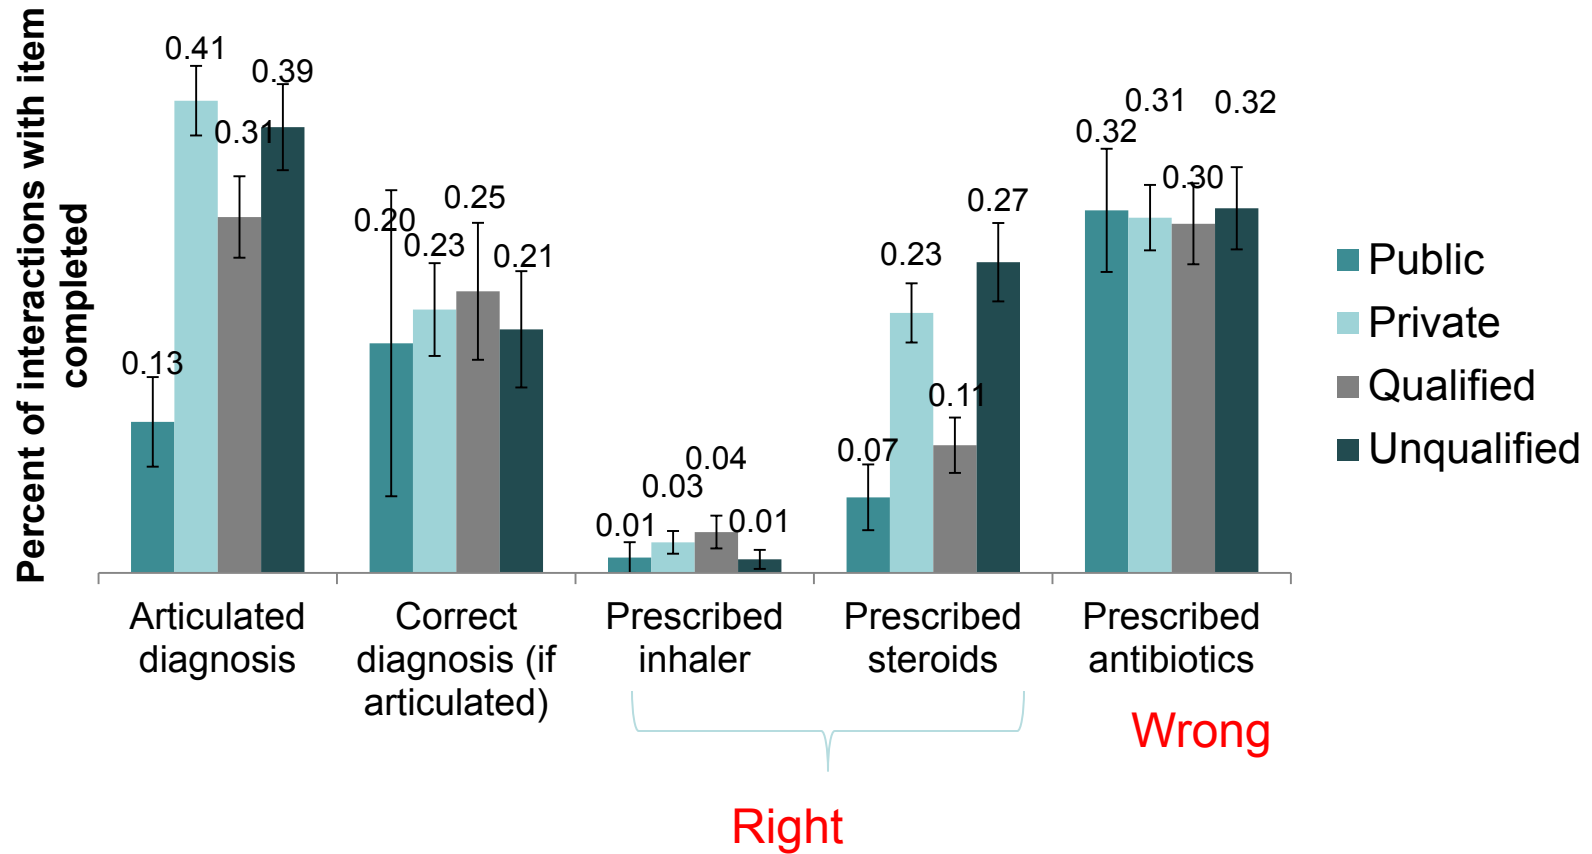 Percent of interactions with item
completed
0.41
0.39
0.31
0.13
0.20
0.23
0.25
0.21
0.01
0.03
0.04
0.01
0.07
0.23
0.11
0.27
0.32
0.31
0.30
0.32
Articulated
diagnosis
Correct
diagnosis (if
articulated)
Prescribed
inhaler
Prescribed
steroids
Prescribed
antibiotics
Right
Wrong
Public
Private
Qualified
Unqualified